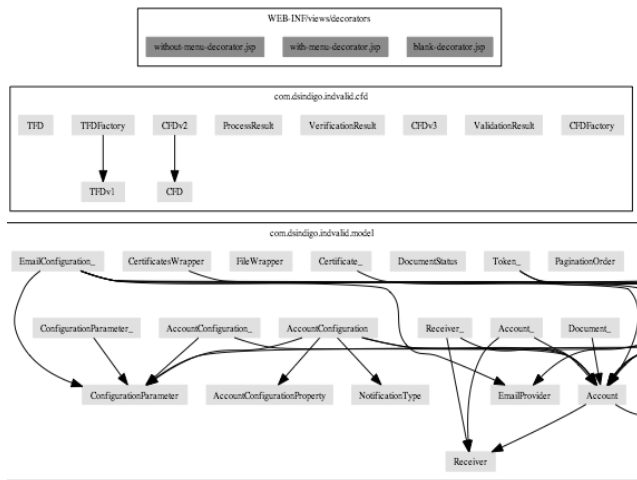 WEB-INF/views/decorators
without-menu-decorator.jsp with-menu-decorator.jsp blank-decorator.jsp
com.dsindigo.indvalid.cfd
TFD TFDFactory CFDv2 ProcessResult VerificationResult CFDv3 ValidationResult CFDFactory
TFDv1 CFD
com.dsindigo.indvalid.model
EmailConfiguration_ CertificatesWrapper FileWrapper Certificate_ DocumentStatus Token_ PaginationOrder
ConfigurationParameter_ AccountConfiguration_ AccountConfiguration Receiver_ Account_ Document_
ConfigurationParameter AccountConfigurationProperty NotificationType EmailProvider Account
Receiver